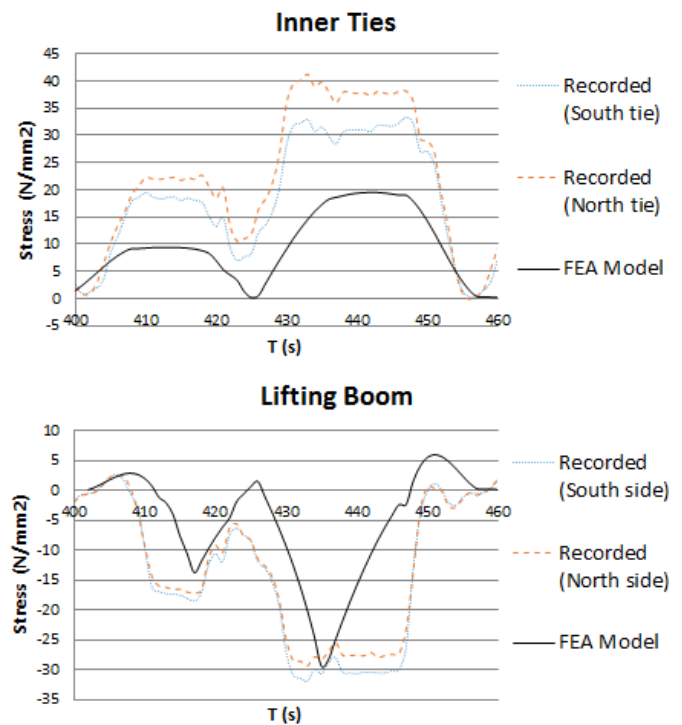 Inner Ties
Stress (N/mm2)
45
40
35
30
25
20
15
10
5
0
-5
400 410 420 430 440 450 460
T (s)
Recorded
(South tie)
Recorded
(North tie)
FEA Model
Lifting Boom
Stress (N/mm2)
10
5
0
-5
-10
-15
-20
-25
-30
-35
400 410 420 430 440 450 460
T (s)
Recorded
(South side)
Recorded
(North side)
FEA Model